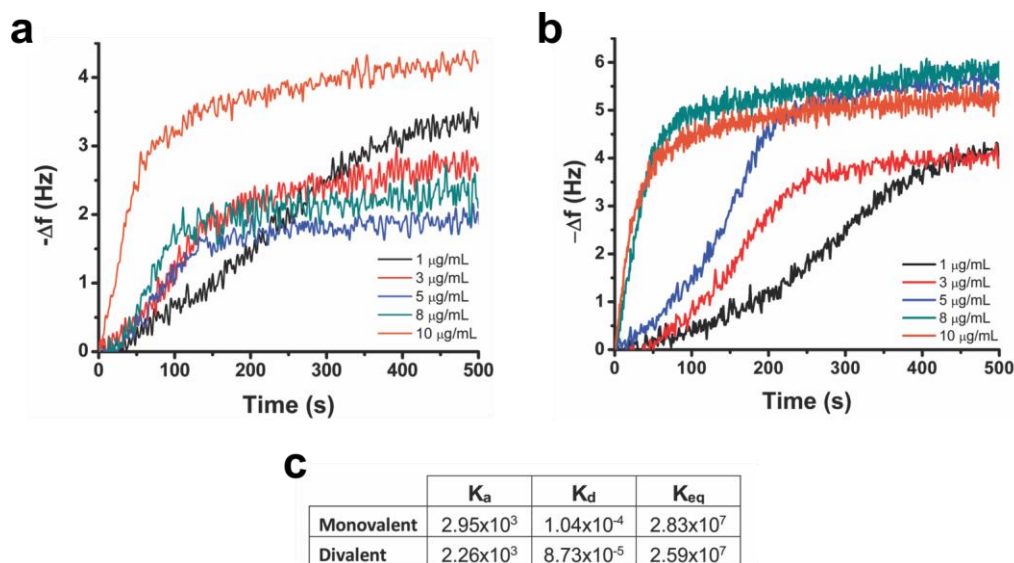 a
b
-Δf (Hz)
4
3
2
1
0
0 100 200 300 400 500
Time (s)
1 μg/mL
3 μg/mL
5 μg/mL
8 μg/mL
10 μg/mL
−Δf (Hz)
6
5
4
3
2
1
0
0 100 200 300 400 500
Time (s)
1 μg/mL
3 μg/mL
5 μg/mL
8 μg/mL
10 μg/mL
c
Ka Kd Keq
Monovalent 2.95x10³ 1.04x10⁻⁴ 2.83x10⁷
Divalent 2.26x10³ 8.73x10⁻⁵ 2.59x10⁷